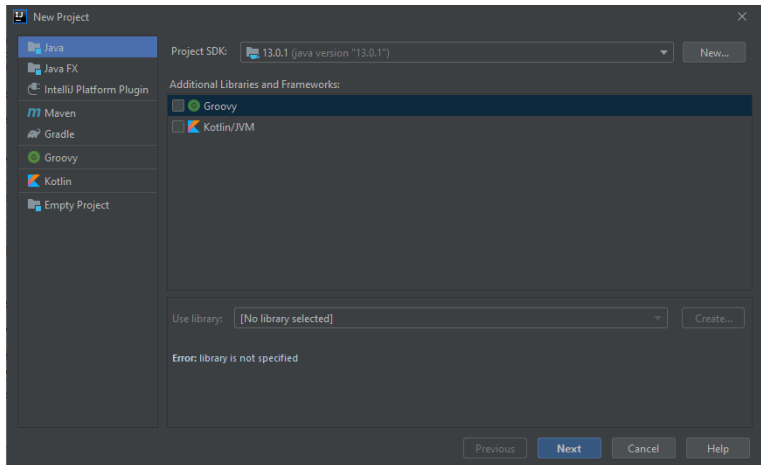 New Project
Java
Java FX
IntelliJ Platform Plugin
Maven
Gradle
Groovy
Kotlin
Empty Project
Project SDK: 13.0.1 (java version "13.0.1") New...
Additional Libraries and Frameworks:
Groovy
Kotlin/JVM
Use library: [No library selected] Create...
Error: library is not specified
Previous Next Cancel Help